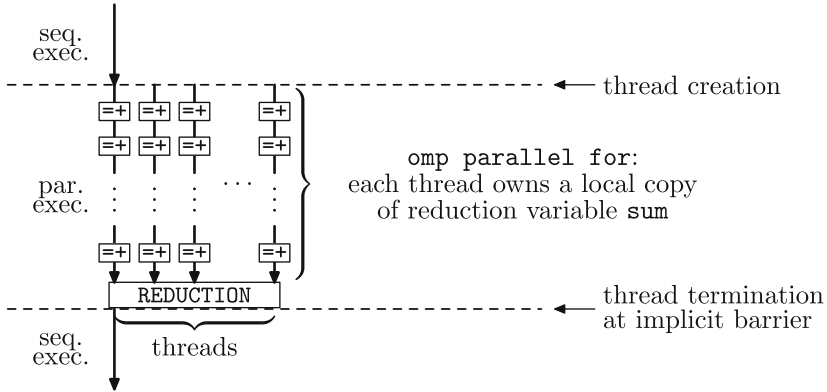 seq.
exec.
thread creation
=+ =+ =+ =+
=+ =+ =+ =+
omp parallel for:
each thread owns a local copy
of reduction variable sum
par.
exec.
=+ =+ =+ =+
REDUCTION
thread termination
at implicit barrier
seq.
exec.
threads